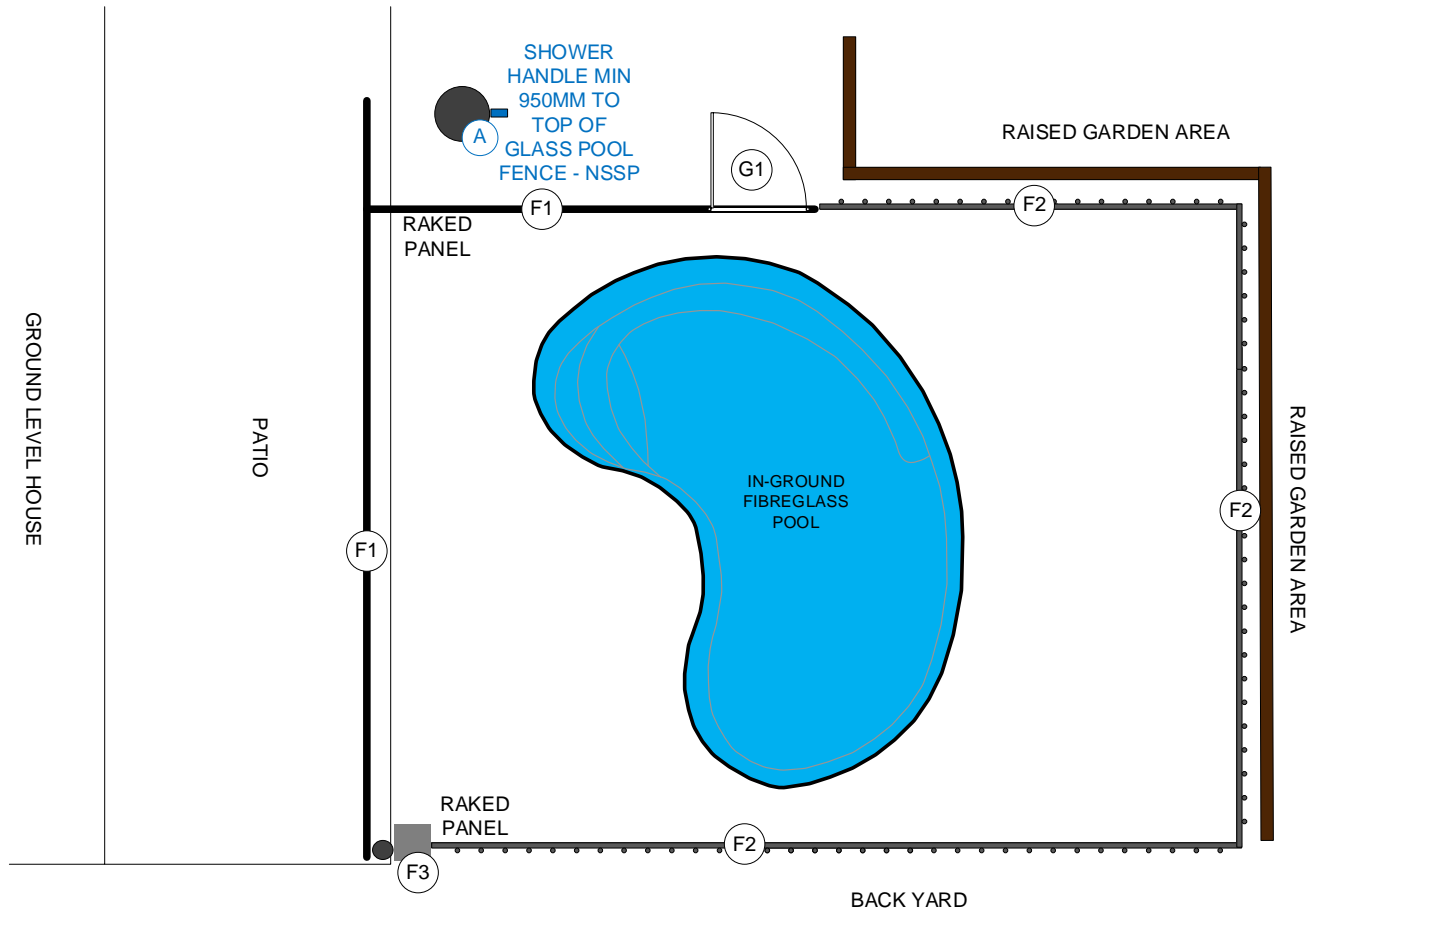 SHOWER
HANDLE MIN
950MM TO
TOP OF
GLASS POOL
FENCE - NSSP
A
G1
RAISED GARDEN AREA
F1
F2
RAKED
PANEL
GROUND LEVEL HOUSE
PATIO
IN-GROUND
FIBREGLASS
POOL
F1
F2
RAISED GARDEN AREA
RAKED
PANEL
F2
F3
BACK YARD